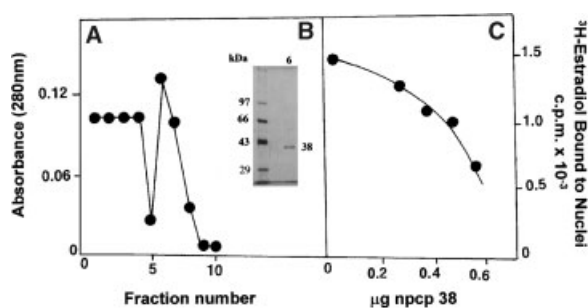 A
B
C
Absorbance (280nm)
0.12
0.06
0
0
5
10
Fraction number
kDa
6
97
66
43
38
29
1.5
1.0
0.5
0
³H-Estradiol Bound to Nuclei
c.p.m. x 10⁻³
0
0.2
0.4
0.6
µg npcp 38